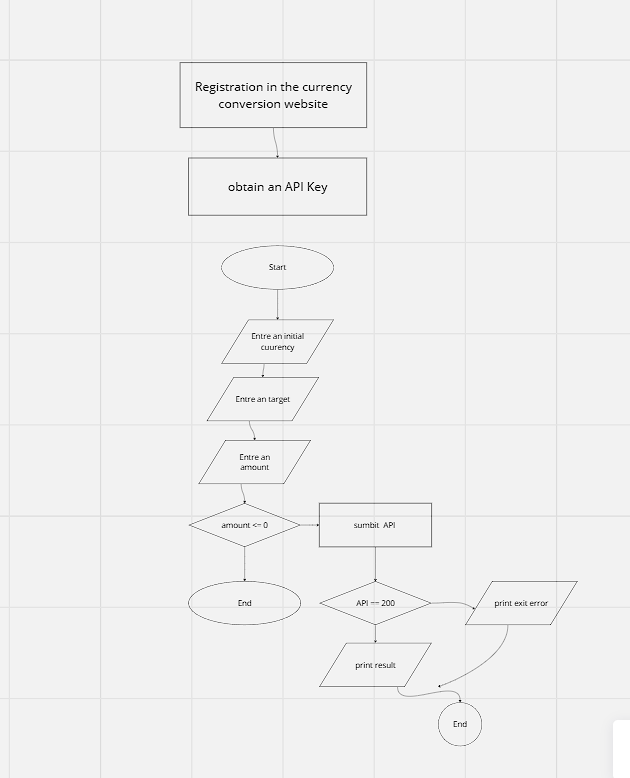 Registration in the currency
conversion website
obtain an API Key
Start
Entre an initial
cuurency
Entre an target
Entre an
amount
amount <= 0
sumbit  API
End
API == 200
print exit error
print result
End